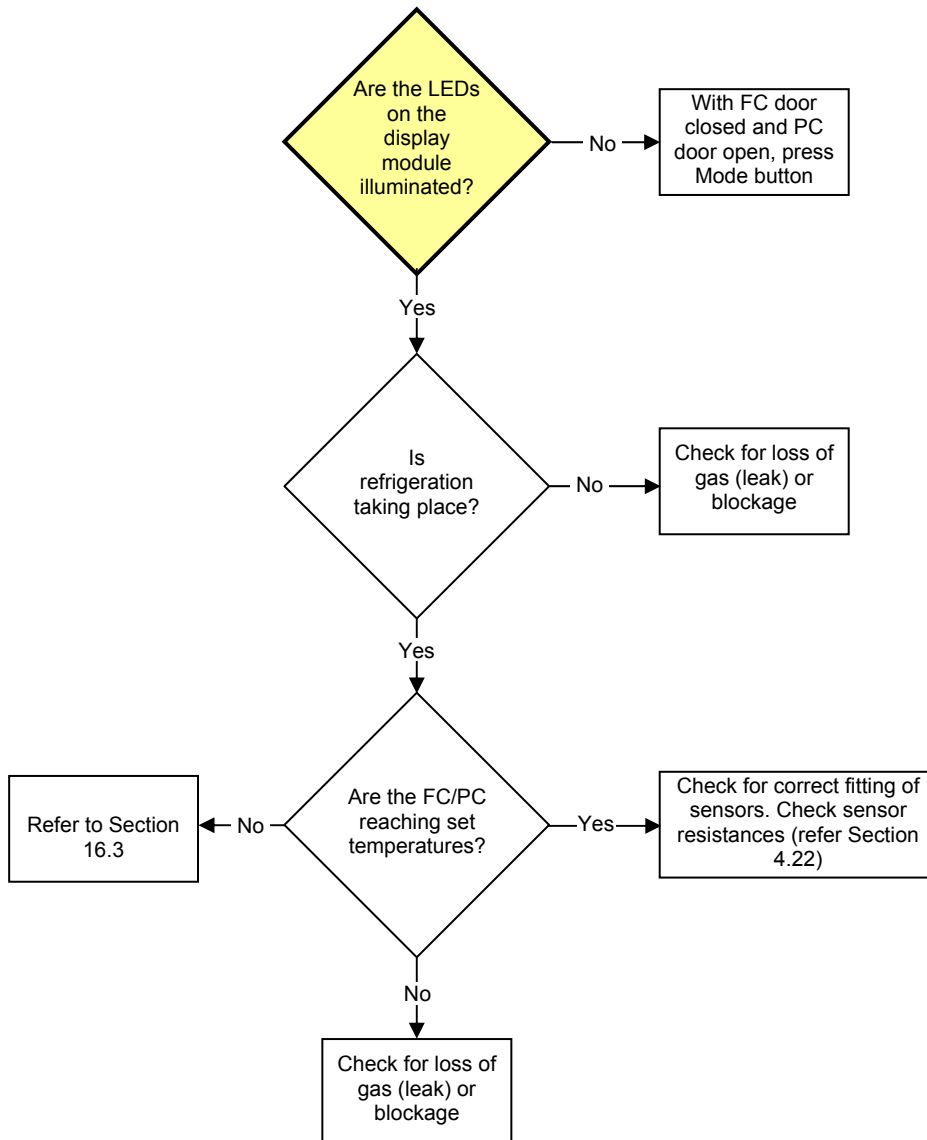 Are the LEDs
on the
display
module
illuminated?
No
With FC door
closed and PC
door open, press
Mode button
Yes
Is
refrigeration
taking place?
No
Check for loss of
gas (leak) or
blockage
Yes
Refer to Section
16.3
No
Are the FC/PC
reaching set
temperatures?
Yes
Check for correct fitting of
sensors. Check sensor
resistances (refer Section
4.22)
No
Check for loss of
gas (leak) or
blockage